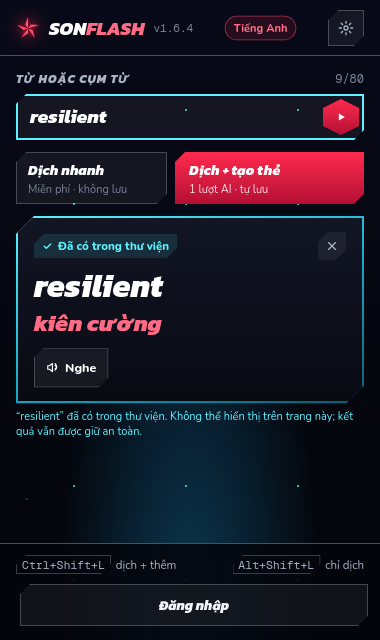 SONFLASH v1.6.4 Tiếng Anh
TỪ HOẶC CỤM TỪ 9/80
resilient
Dịch nhanh
Miễn phí · không lưu
Dịch + tạo thẻ
1 lượt AI · tự lưu
Đã có trong thư viện
resilient
kiên cường
Nghe
“resilient” đã có trong thư viện. Không thể hiển thị trên trang này; kết
quả vẫn được giữ an toàn.
Ctrl+Shift+L dịch + thêm Alt+Shift+L chỉ dịch
Đăng nhập